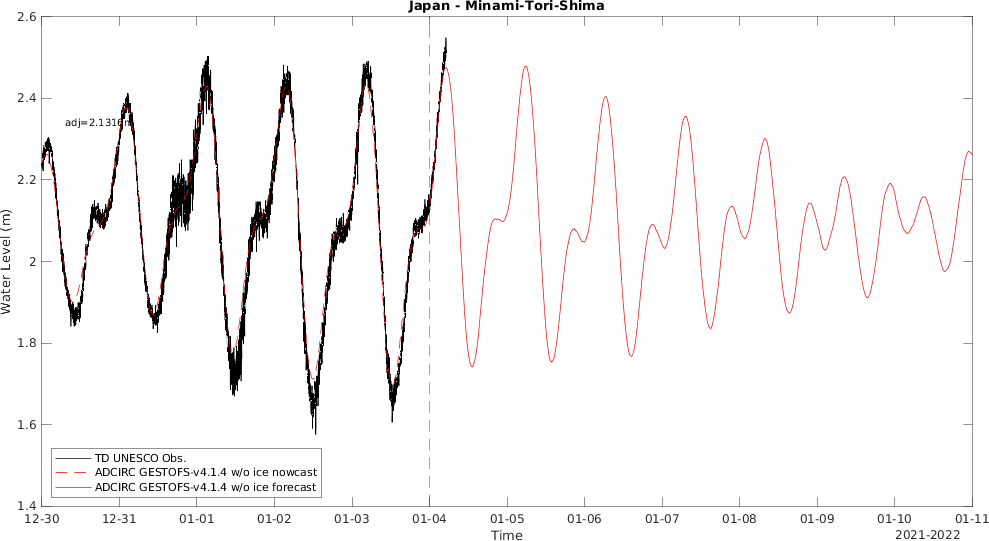 Japan - Minami-Tori-Shima
2.6
2.4
2.2
2
1.8
1.6
1.4
Water Level (m)
adj=2.1316m
TD UNESCO Obs.
ADCIRC GESTOFS-v4.1.4 w/o ice nowcast
ADCIRC GESTOFS-v4.1.4 w/o ice forecast
12-30 12-31 01-01 01-02 01-03 01-04 01-05 01-06 01-07 01-08 01-09 01-10 01-11
Time
2021-2022